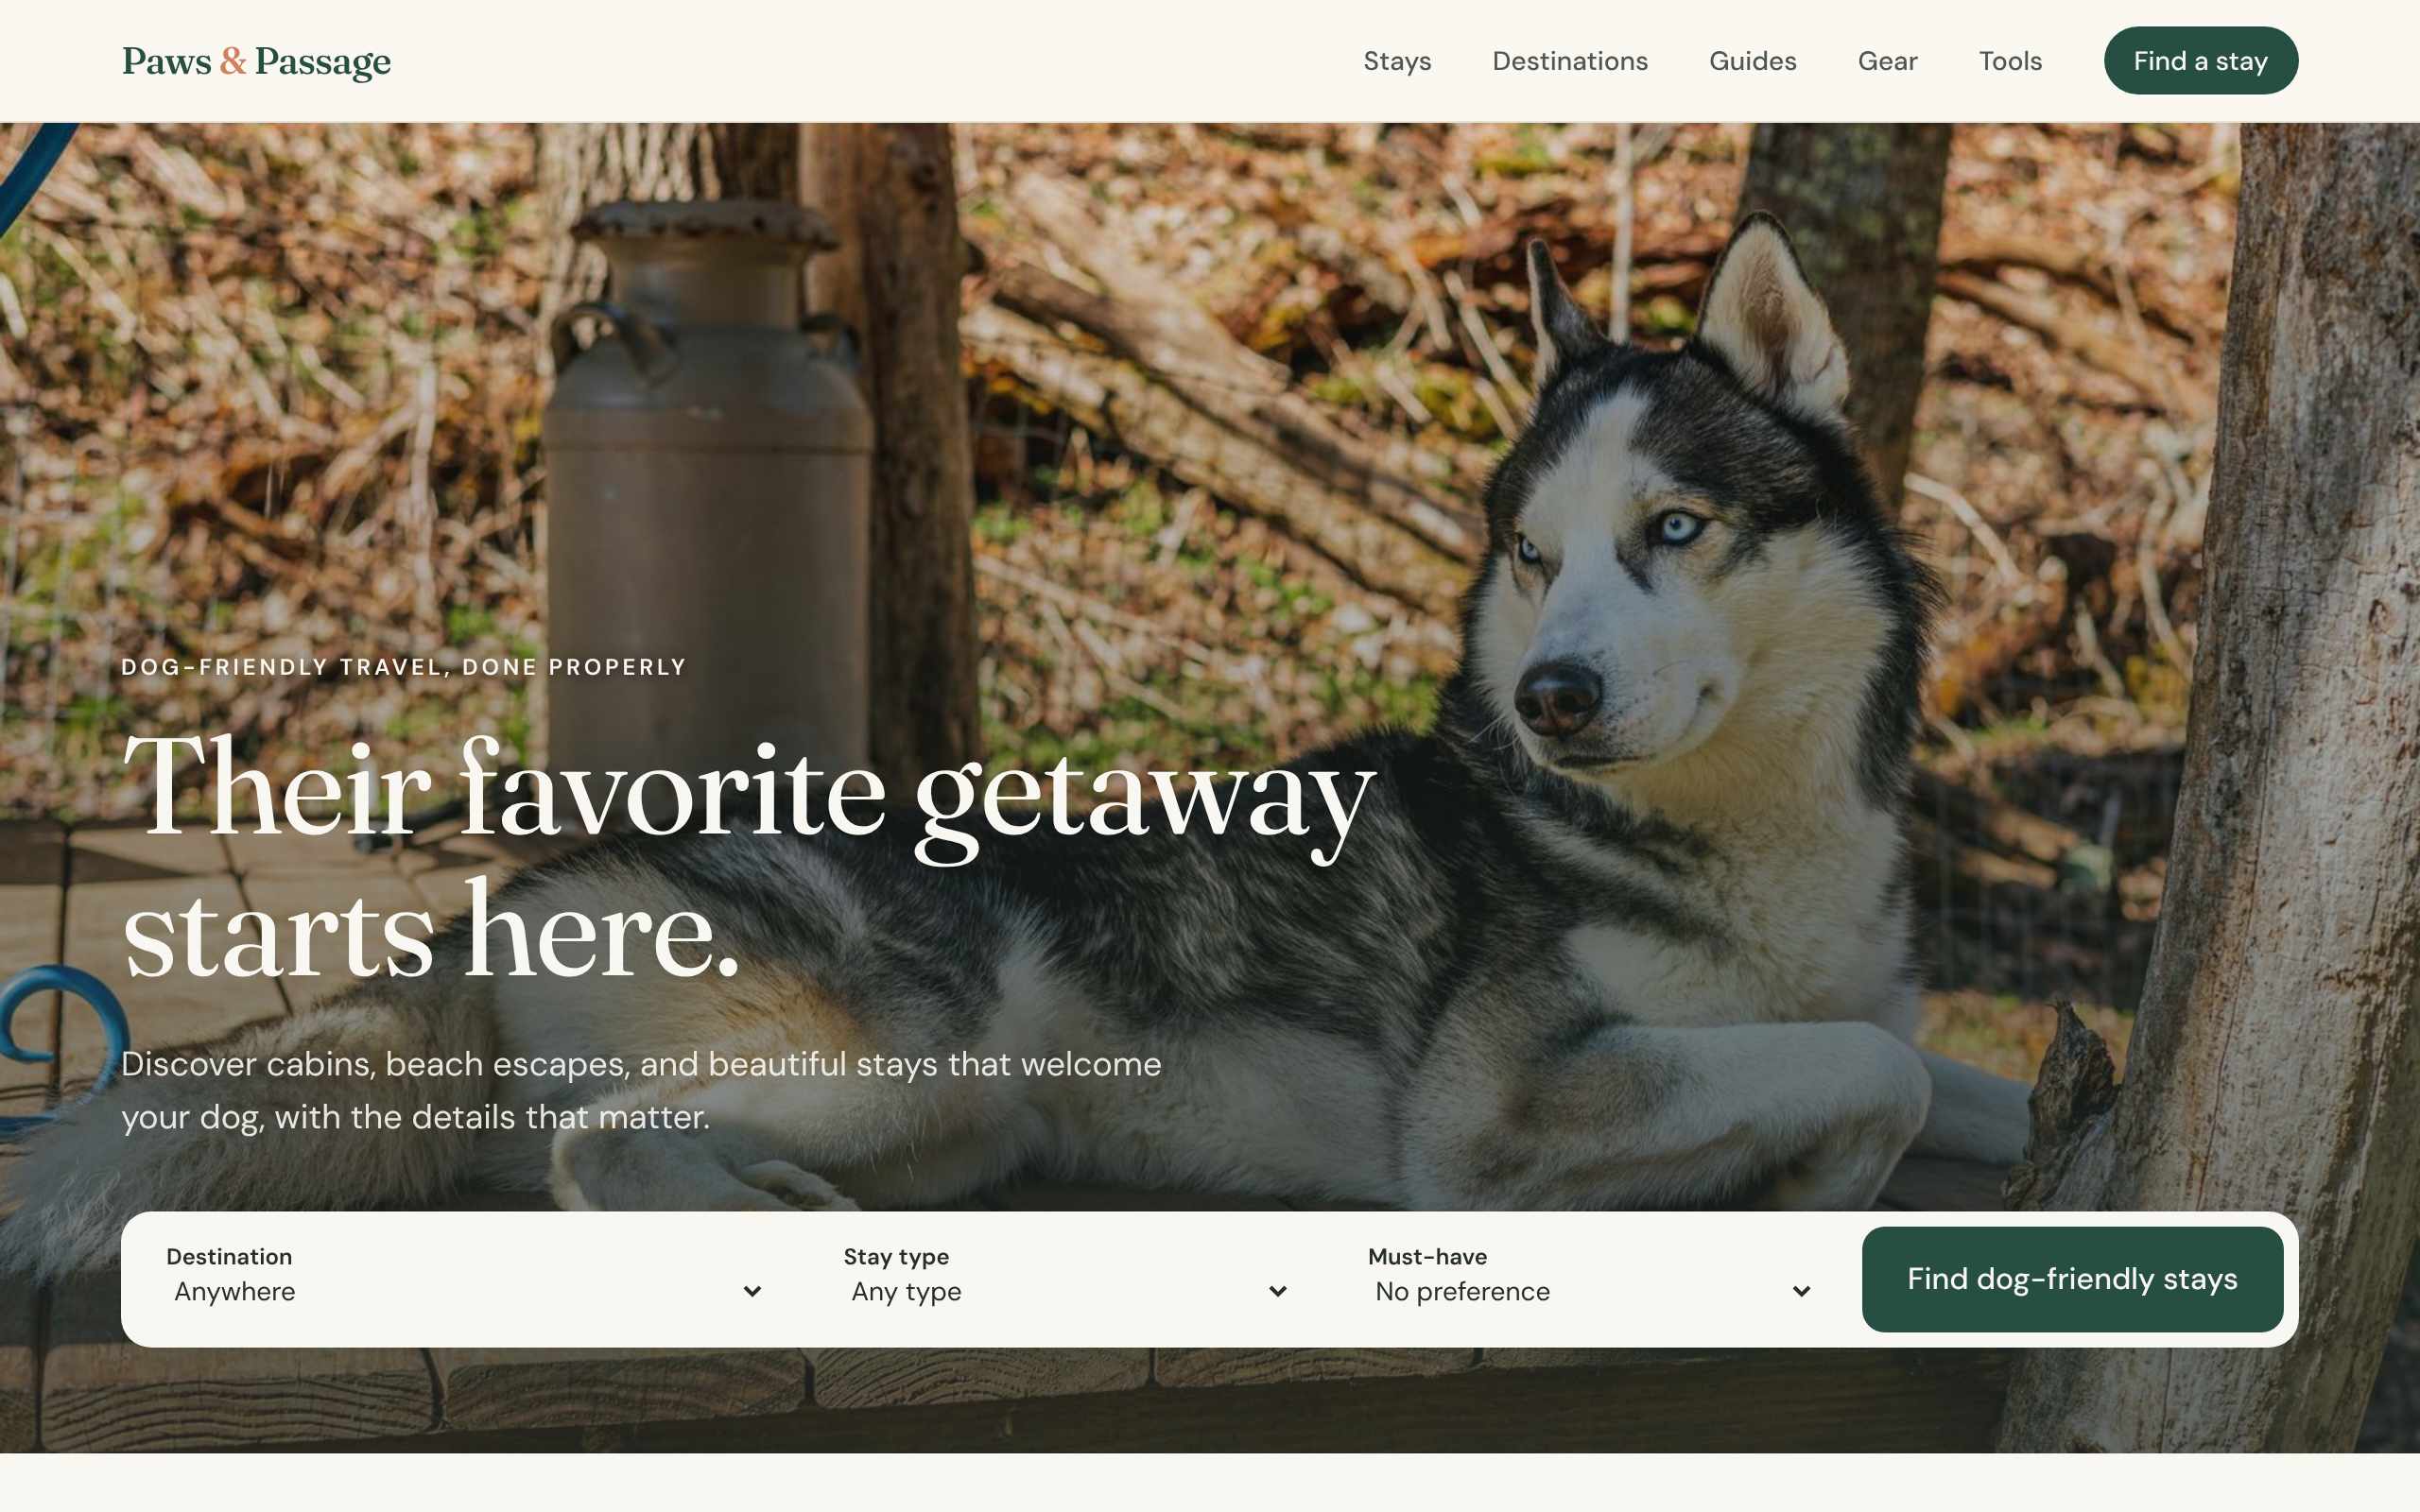 Paws & Passage
Stays
Destinations
Guides
Gear
Tools
Find a stay
DOG-FRIENDLY TRAVEL, DONE PROPERLY
Their favorite getaway
starts here.
Discover cabins, beach escapes, and beautiful stays that welcome
your dog, with the details that matter.
Destination
Anywhere
Stay type
Any type
Must-have
No preference
Find dog-friendly stays